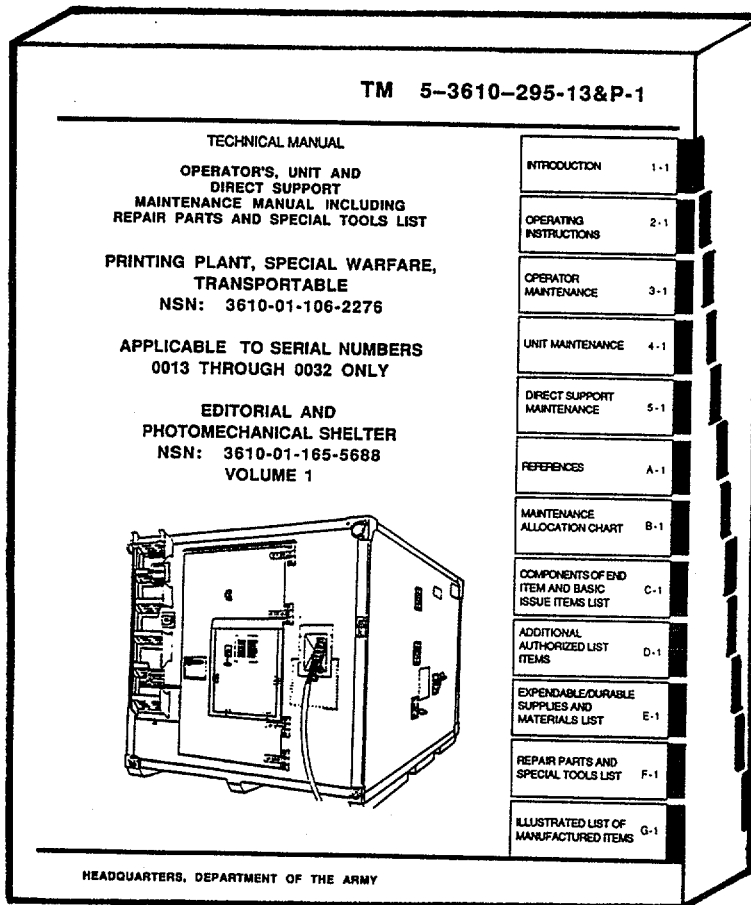 TM 5–3610–295-13&P-1
TECHNICAL MANUAL
OPERATOR'S, UNIT AND
DIRECT SUPPORT
MAINTENANCE MANUAL INCLUDING
REPAIR PARTS AND SPECIAL TOOLS LIST
PRINTING PLANT, SPECIAL WARFARE,
TRANSPORTABLE
NSN: 3610-01-106-2276
APPLICABLE TO SERIAL NUMBERS
0013 THROUGH 0032 ONLY
EDITORIAL AND
PHOTOMECHANICAL SHELTER
NSN: 3610-01-165-5688
VOLUME 1
INTRODUCTION 1-1
OPERATING
INSTRUCTIONS 2-1
OPERATOR
MAINTENANCE 3-1
UNIT MAINTENANCE 4-1
DIRECT SUPPORT
MAINTENANCE 5-1
REFERENCES A-1
MAINTENANCE
ALLOCATION CHART B-1
COMPONENTS OF END
ITEM AND BASIC
ISSUE ITEMS LIST C-1
ADDITIONAL
AUTHORIZED LIST
ITEMS D-1
EXPENDABLE/DURABLE
SUPPLIES AND
MATERIALS LIST E-1
REPAIR PARTS AND
SPECIAL TOOLS LIST F-1
ILLUSTRATED LIST OF
MANUFACTURED ITEMS G-1
HEADQUARTERS, DEPARTMENT OF THE ARMY